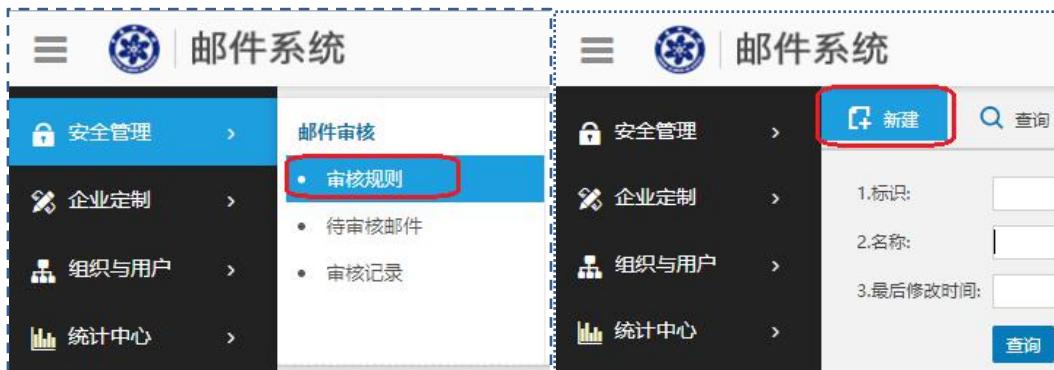 邮件系统
安全管理
企业定制
组织与用户
统计中心
邮件审核
审核规则
待审核邮件
审核记录
邮件系统
安全管理
企业定制
组织与用户
统计中心
新建
查询
1.标识:
2.名称:
3.最后修改时间:
查询